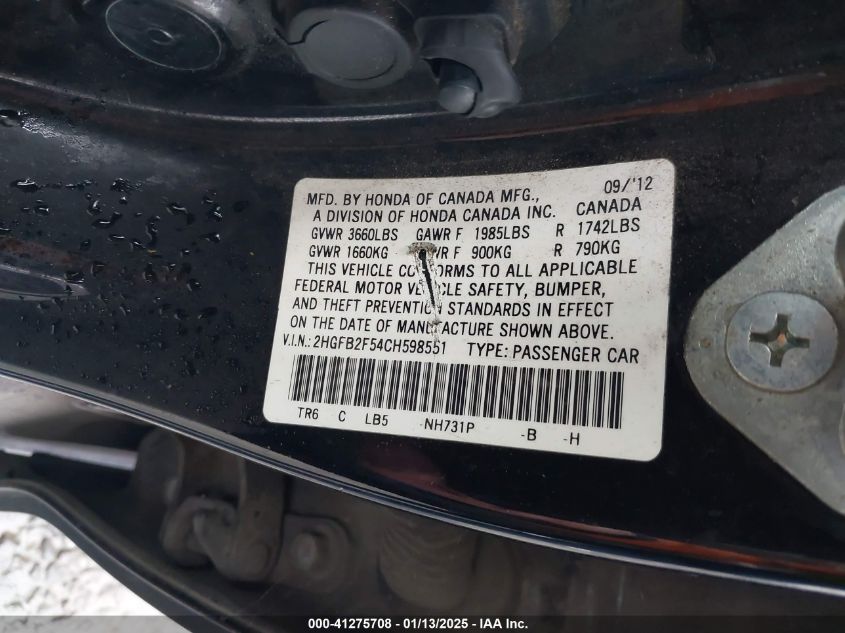 MFD. BY HONDA OF CANADA MFG., 09/'12
A DIVISION OF HONDA CANADA INC. CANADA
GVWR 3660LBS GAWR F 1985LBS R 1742LBS
GVWR 1660KG F 900KG R 790KG
THIS VEHICLE TO ALL APPLICABLE
FEDERAL MOTOR SAFETY, BUMPER,
AND THEFT STANDARDS IN EFFECT
ON THE DATE OF SHOWN ABOVE.
V.I.N.: 2HGFB2F54CH598551 TYPE: PASSENGER CAR
TR6 C LB5 -NH731P -B -H
000-41275708 - 01/13/2025 - IAA Inc.